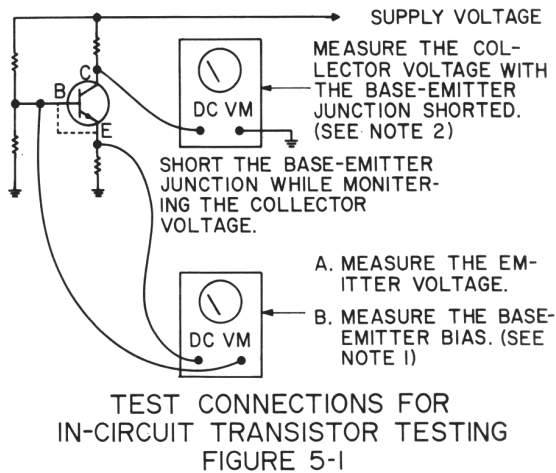 SUPPLY VOLTAGE
MEASURE THE COL-
LECTOR VOLTAGE WITH
THE BASE-EMITTER
JUNCTION SHORTED.
(SEE NOTE 2)
C
B
E
DC VM
SHORT THE BASE-EMITTER
JUNCTION WHILE MONITER-
ING THE COLLECTOR
VOLTAGE.
DC VM
A. MEASURE THE EM-
ITTER VOLTAGE.
B. MEASURE THE BASE-
EMITTER BIAS. (SEE
NOTE 1)
TEST CONNECTIONS FOR
IN-CIRCUIT TRANSISTOR TESTING
FIGURE 5-1